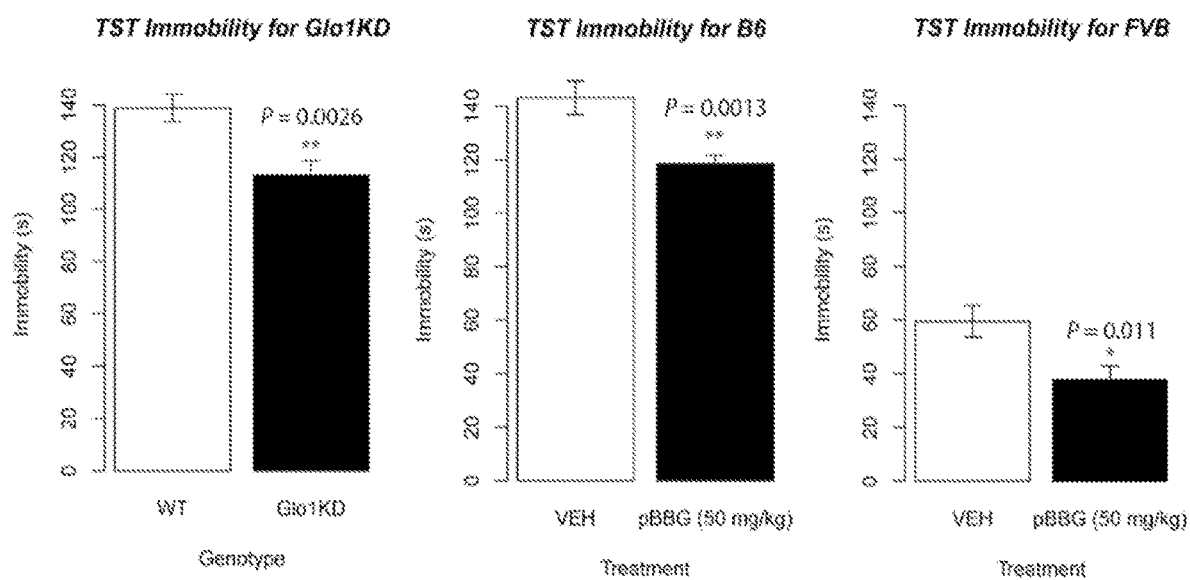 TST Immobility for Glo1KD
Immobility (s)
140
120
100
80
60
40
20
0
P = 0.0026
**
WT
Glo1KD
Genotype
TST Immobility for B6
Immobility (s)
140
120
100
80
60
40
20
0
P = 0.0013
**
VEH
pBBG (50 mg/kg)
Treatment
TST Immobility for FVB
Immobility (s)
140
120
100
80
60
40
20
0
P = 0.011
*
VEH
pBBG (50 mg/kg)
Treatment